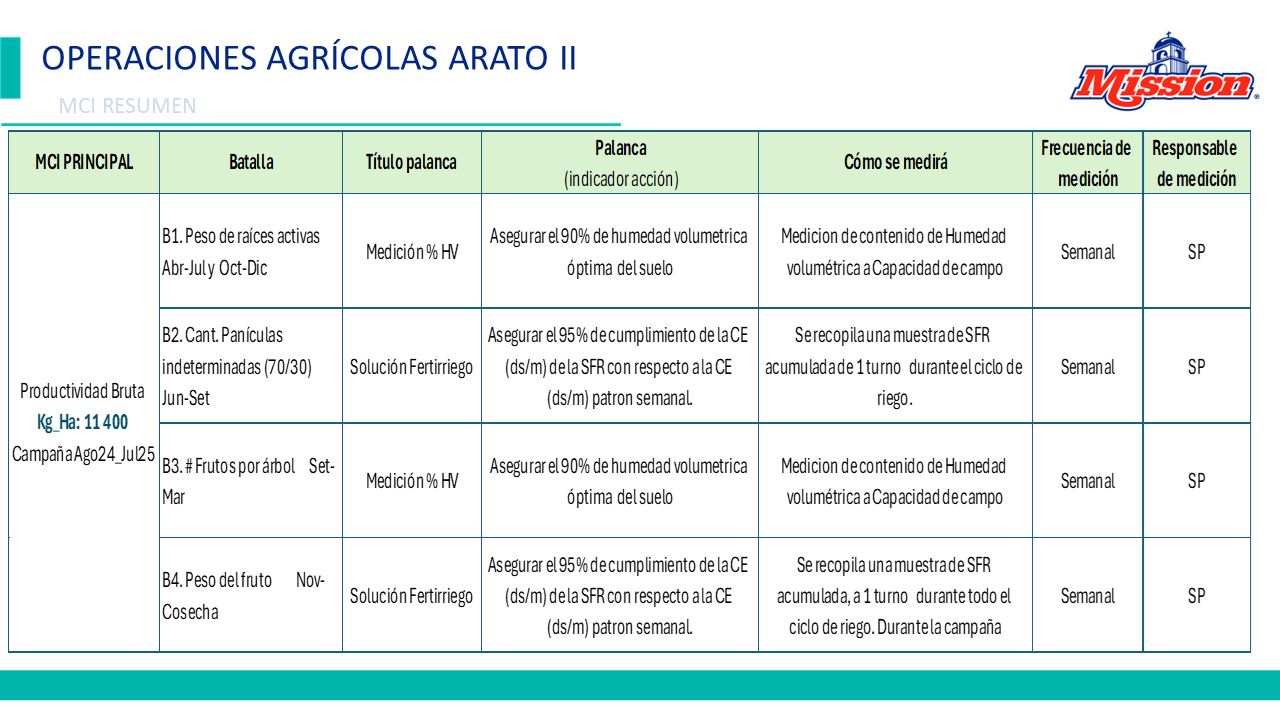 OPERACIONES AGRÍCOLAS ARATO II
MCI RESUMEN
Mission
MCI PRINCIPAL
Batalla
Título palanca
Palanca
(indicador acción)
Cómo se medirá
Frecuencia de
medición
Responsable
de medición
Productividad Bruta
Kg_Ha: 11 400
Campaña Ago24_Jul25
B1. Peso de raíces activas
Abr-Jul y Oct-Dic
Medición % HV
Asegurar el 90% de humedad volumetrica
óptima del suelo
Medicion de contenido de Humedad
volumétrica a Capacidad de campo
Semanal
SP
B2. Cant. Panículas
indeterminadas (70/30)
Jun-Set
Solución Fertirriego
Asegurar el 95% de cumplimiento de la CE
(ds/m) de la SFR con respecto a la CE
(ds/m) patron semanal.
Se recopila una muestra de SFR
acumulada de 1 turno durante el ciclo de
riego.
Semanal
SP
B3. # Frutos por árbol Set-
Mar
Medición % HV
Asegurar el 90% de humedad volumetrica
óptima del suelo
Medicion de contenido de Humedad
volumétrica a Capacidad de campo
Semanal
SP
B4. Peso del fruto Nov-
Cosecha
Solución Fertirriego
Asegurar el 95% de cumplimiento de la CE
(ds/m) de la SFR con respecto a la CE
(ds/m) patron semanal.
Se recopila una muestra de SFR
acumulada, a 1 turno durante todo el
ciclo de riego. Durante la campaña
Semanal
SP